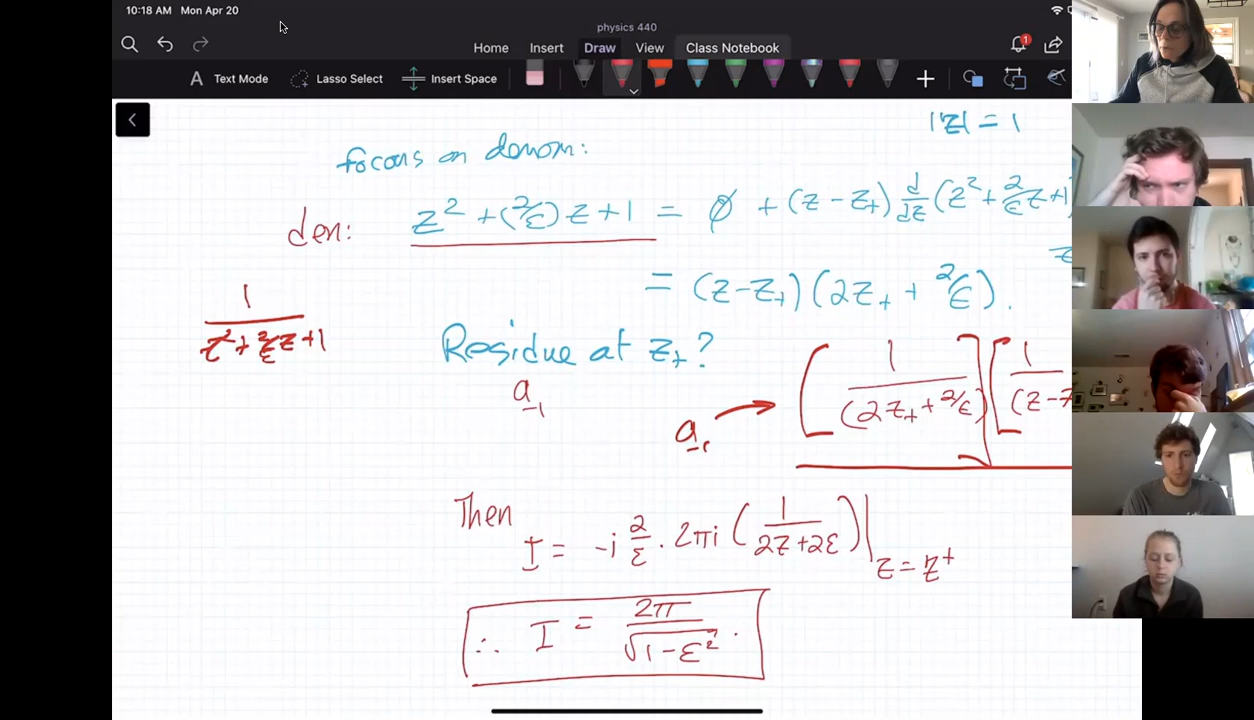 10:18 AM Mon Apr 20
physics 440
Home Insert Draw View Class Notebook
1
A Text Mode Lasso Select Insert Space
|z| = 1
focus on denom:
den: z² + (2/ε) z + 1 = ∅ + (z - z₊) d/dz (z² + 2/ε z + 1)
= (z - z₊)(2z₊ + 2/ε).
1/(z² + 2/ε z + 1)
Residue at z₊?
a₋₁
a₋₁ → [1/(2z₊ + 2/ε)] [1/(z -
Then
I = -i 2/ε · 2πi (1/(2z + 2ε))|z = z⁺
∴ I = 2π/√(1 - ε²).